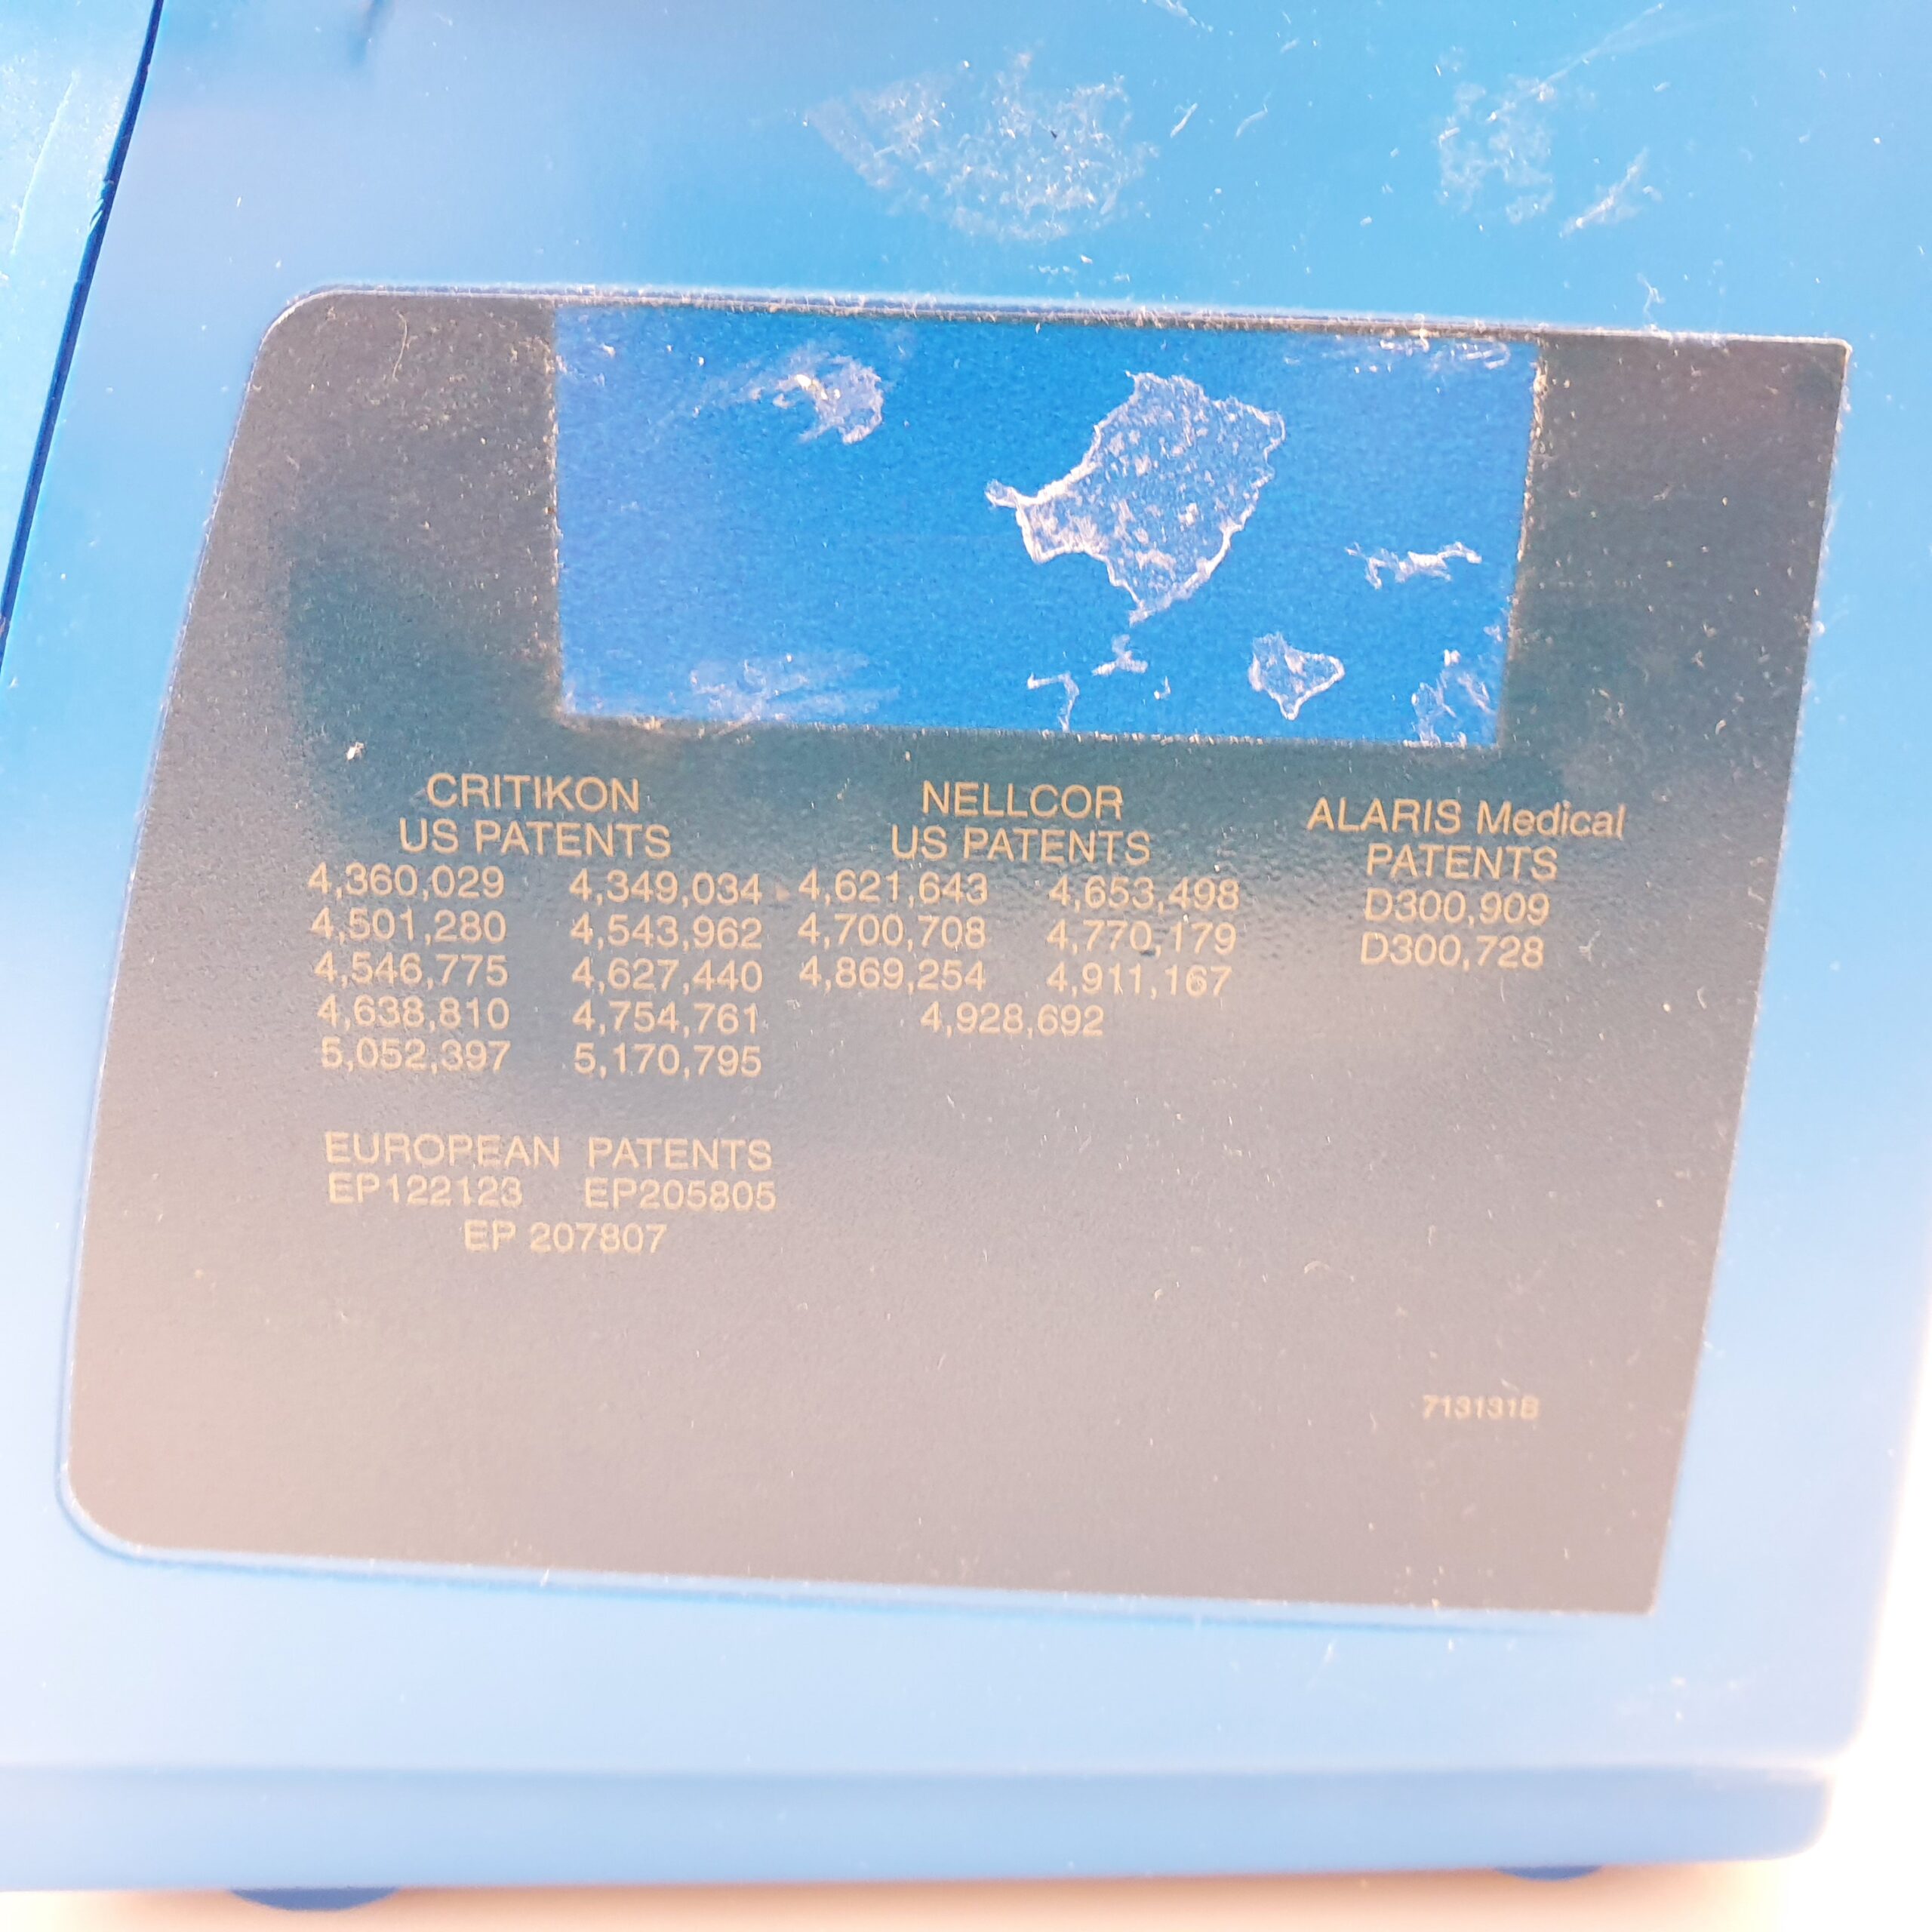 CRITIKON
US PATENTS
4,360,029 4,349,034
4,501,280 4,543,962
4,546,775 4,627,440
4,638,810 4,754,761
5,052,397 5,170,795
EUROPEAN PATENTS
EP122123 EP205805
EP 207807
NELLCOR
US PATENTS
4,621,643 4,653,498
4,700,708 4,770,179
4,869,254 4,911,167
4,928,692
ALARIS Medical
PATENTS
D300,909
D300,728
713131B